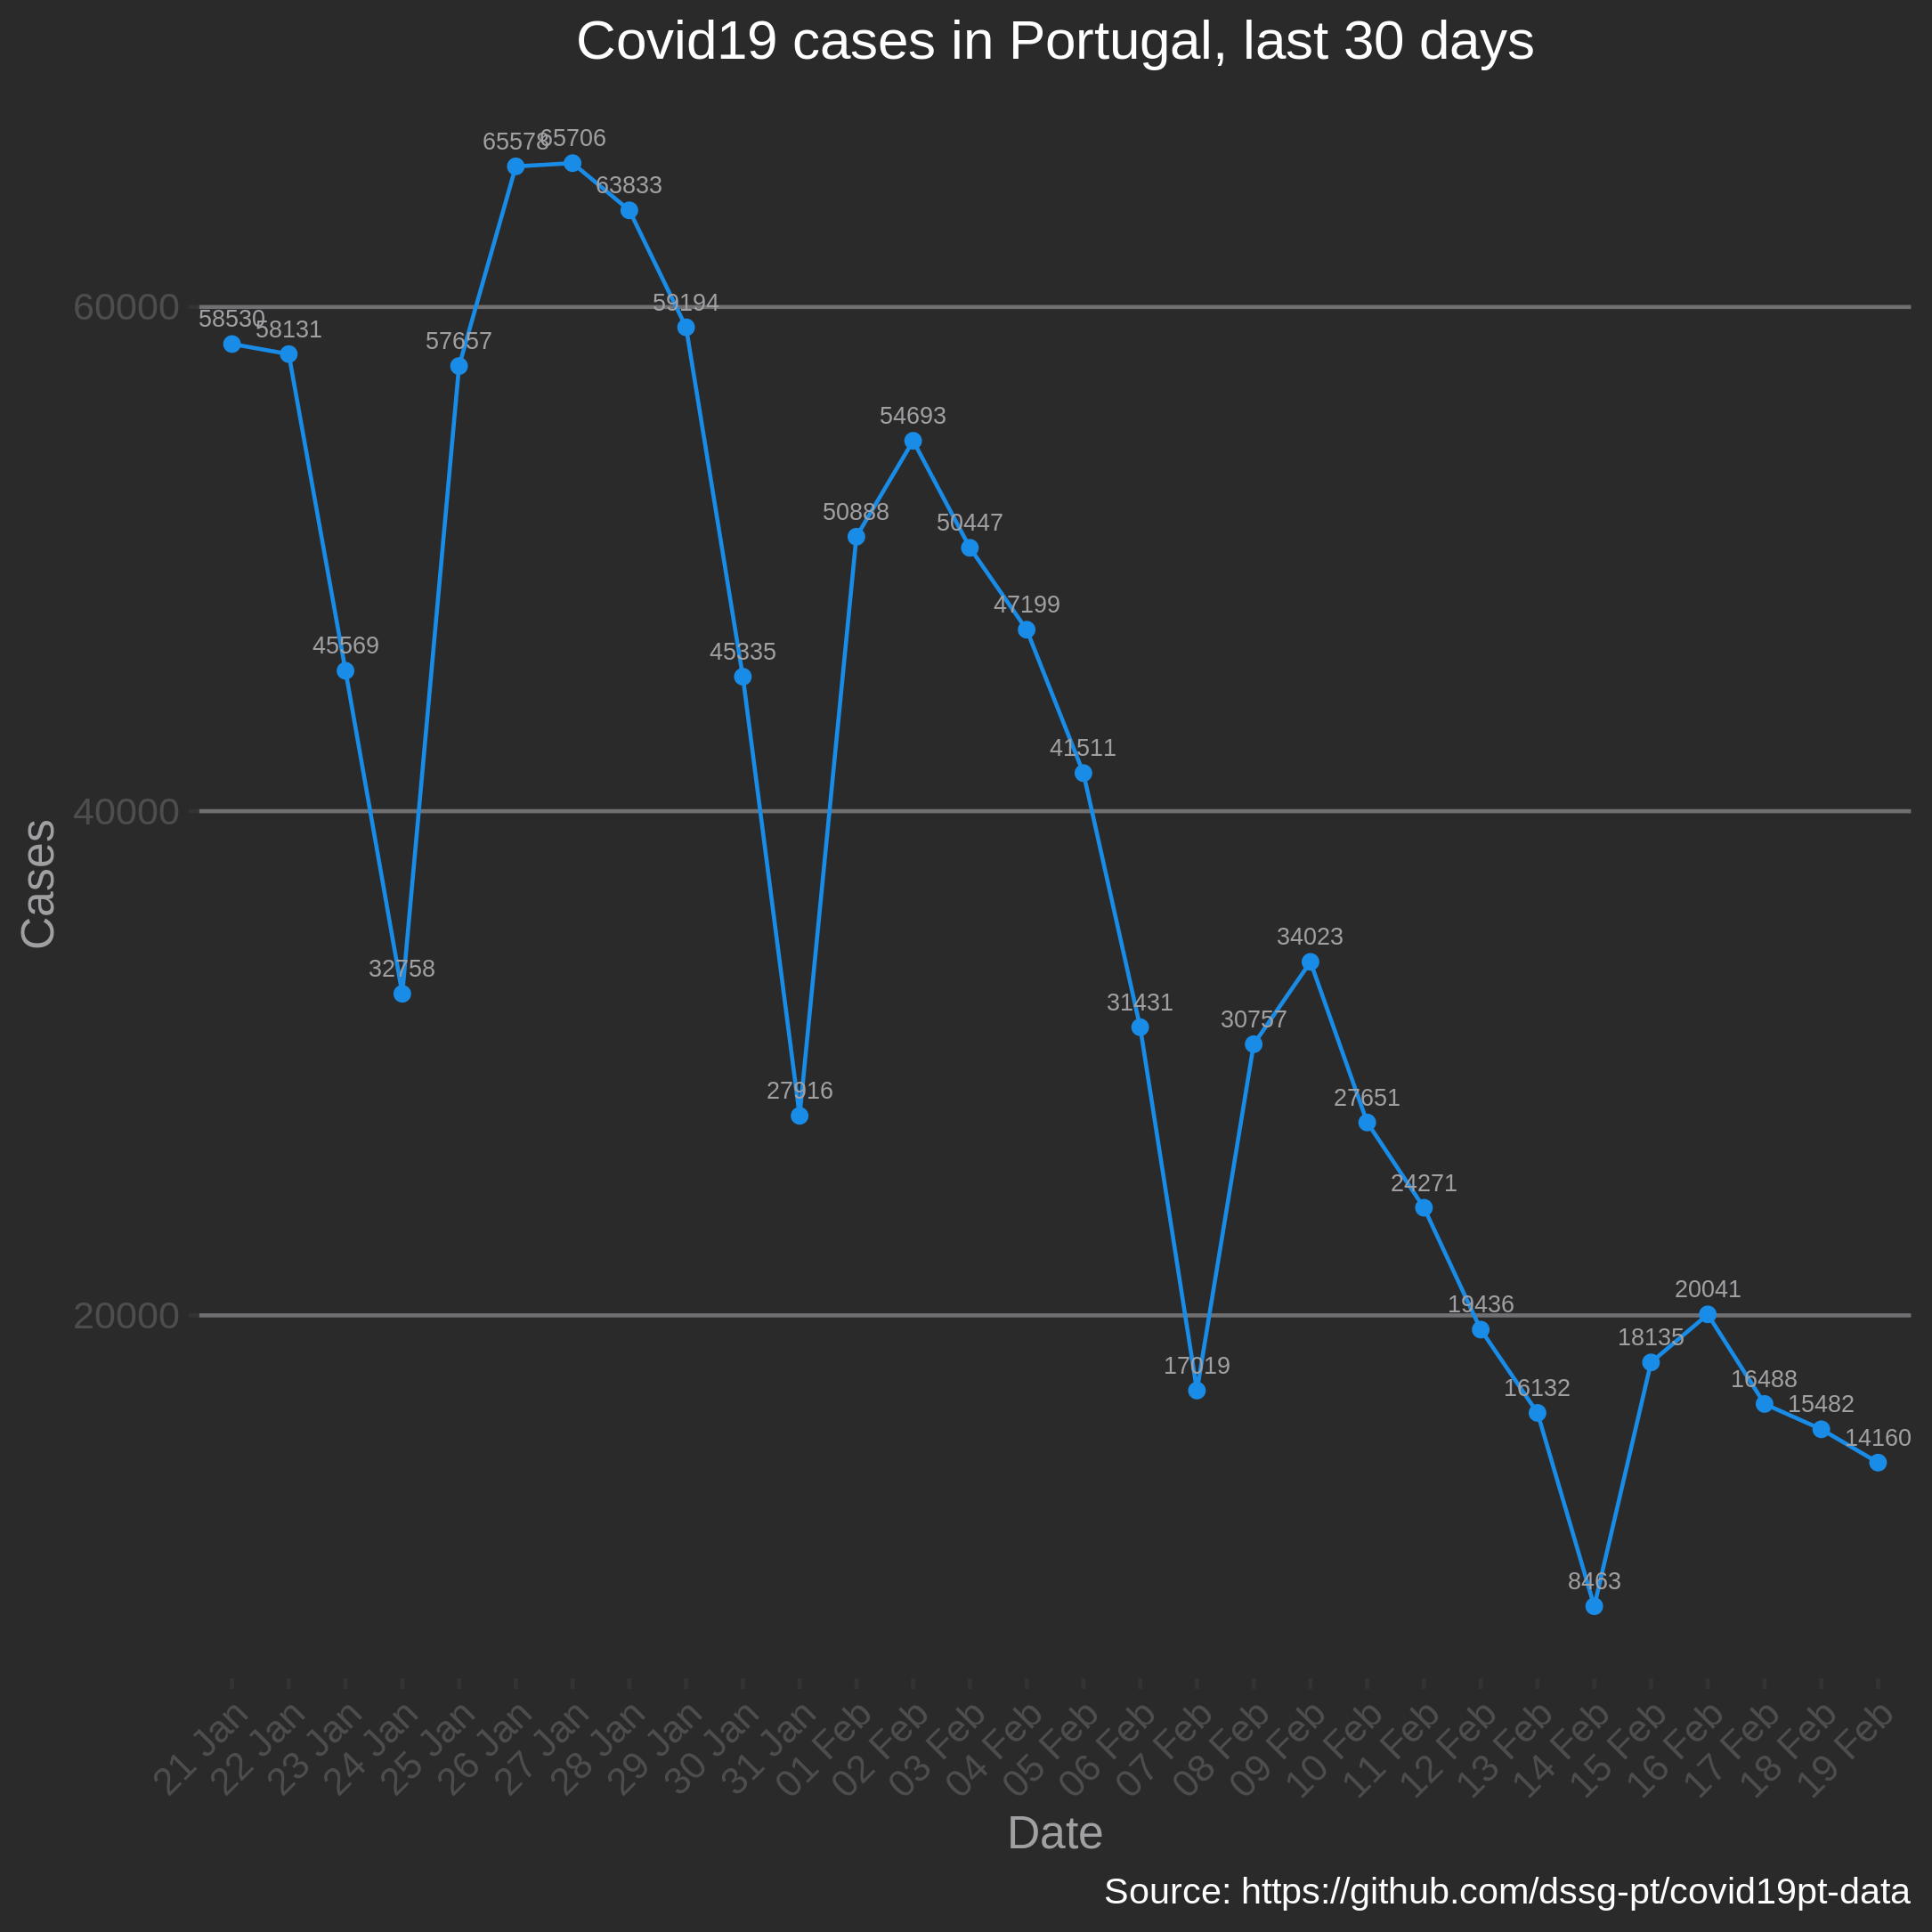 Covid19 cases in Portugal, last 30 days
65578
65706
63833
59194
60000
58530
58131
57657
54693
50888
50447
47199
45569
45335
41511
40000
Cases
34023
32758
31431
30757
27916
27651
24271
20041
20000
19436
18135
17019
16488
16132
15482
14160
8463
21 Jan
22 Jan
23 Jan
24 Jan
25 Jan
26 Jan
27 Jan
28 Jan
29 Jan
30 Jan
31 Jan
01 Feb
02 Feb
03 Feb
04 Feb
05 Feb
06 Feb
07 Feb
08 Feb
09 Feb
10 Feb
11 Feb
12 Feb
13 Feb
14 Feb
15 Feb
16 Feb
17 Feb
18 Feb
19 Feb
Date
Source: https://github.com/dssg-pt/covid19pt-data